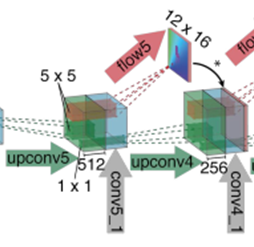 12 x 16
flow5
*
5 x 5
upconv5
512
1 x 1
conv5_1
upconv4
256
conv4_1